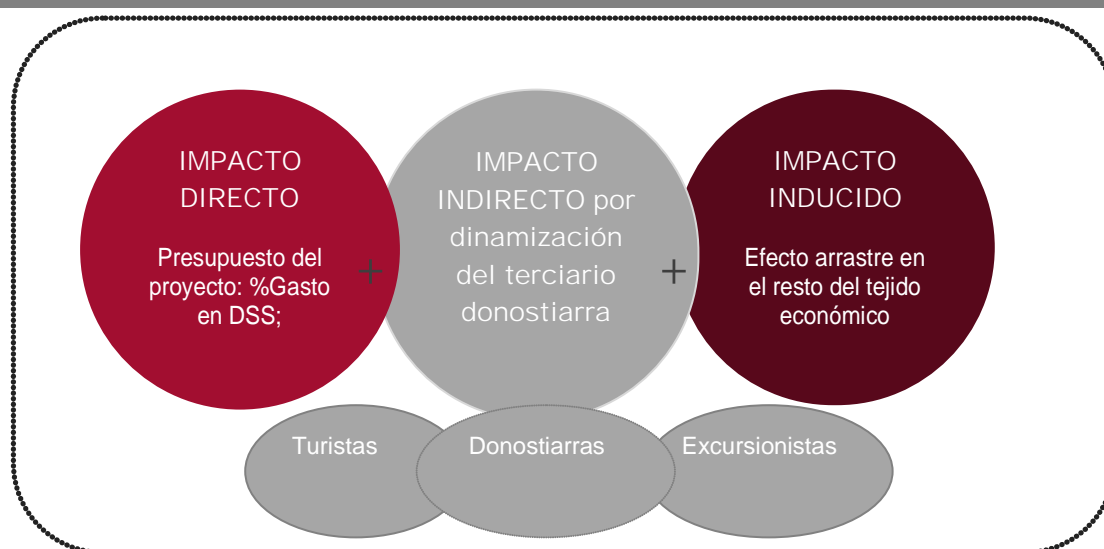 IMPACTO
DIRECTO
Presupuesto del
proyecto: %Gasto
en DSS;
+
IMPACTO
INDIRECTO por
dinamización
del terciario
donostiarra
+
IMPACTO
INDUCIDO
Efecto arrastre en
el resto del tejido
económico
Turistas
Donostiarras
Excursionistas